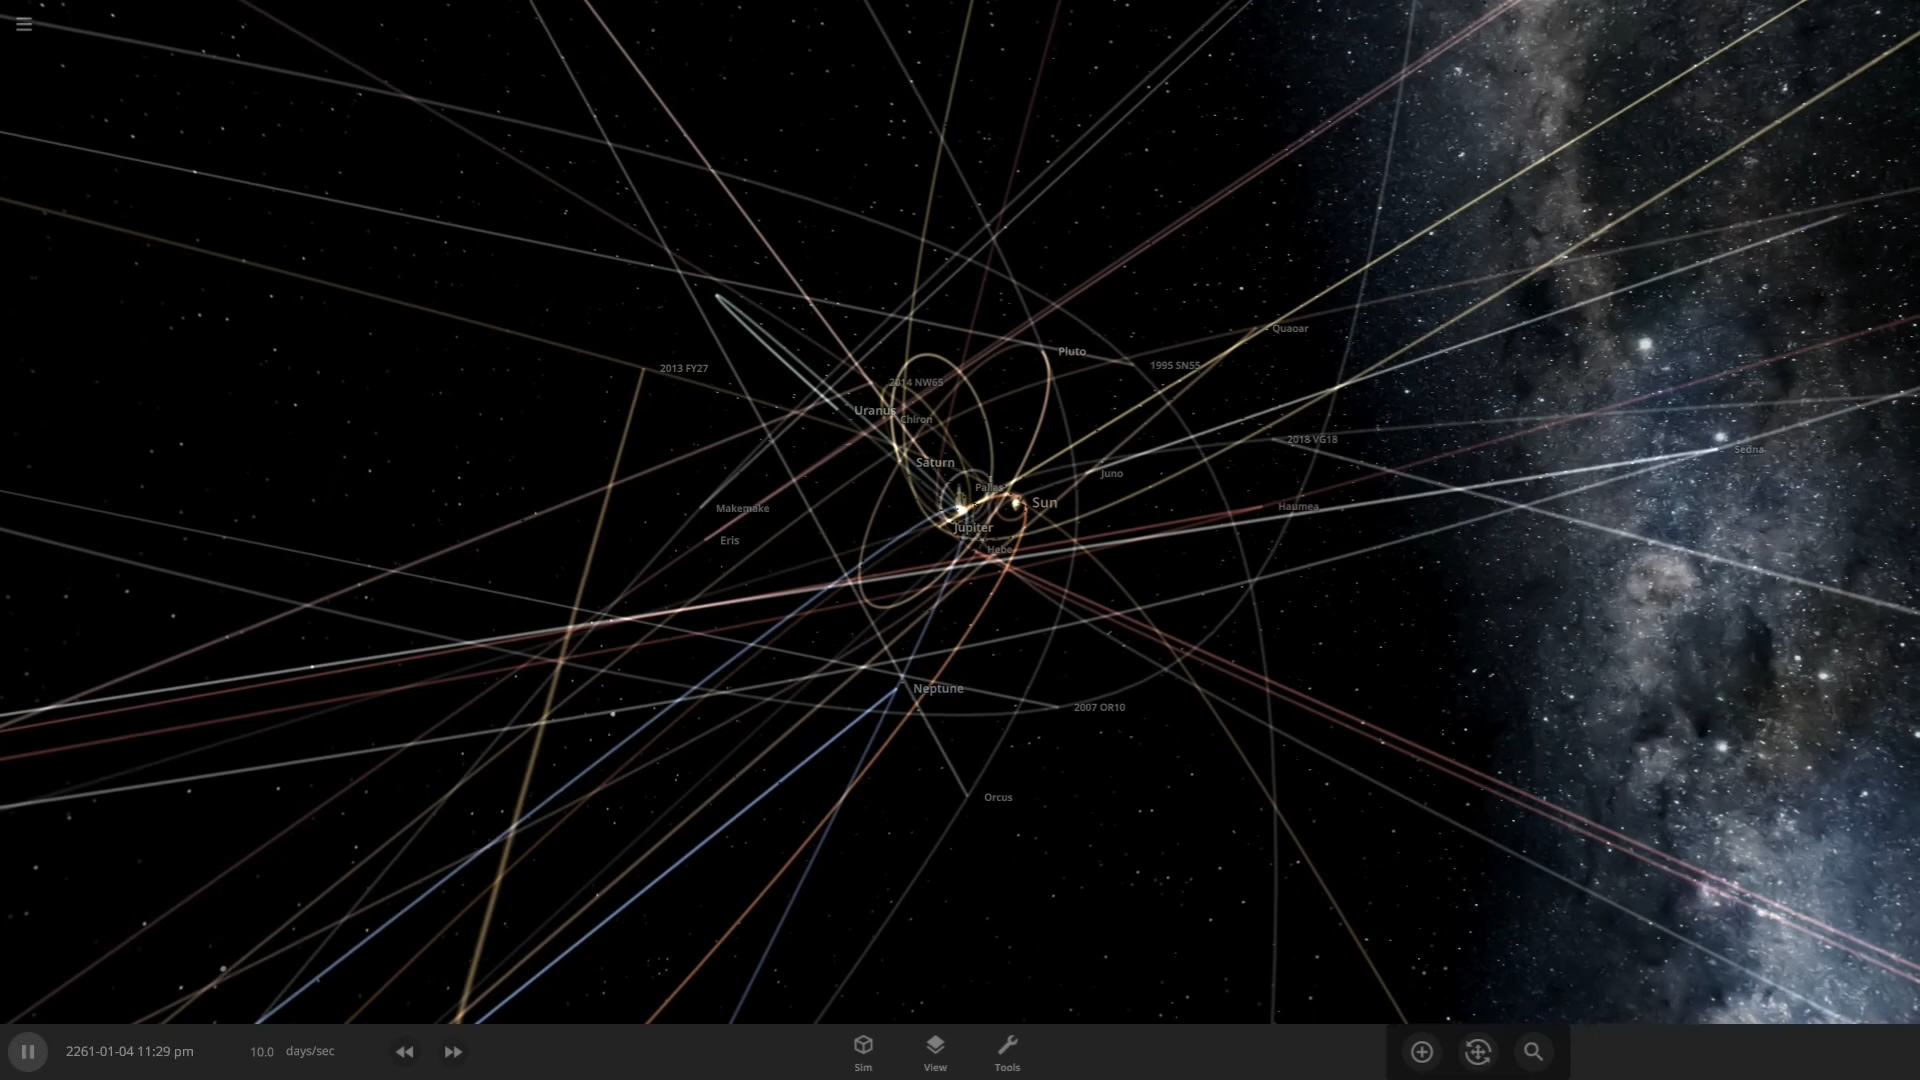 Quaoar
Pluto
1995 SN55
2013 FY27
2014 NW65
Uranus
Chiron
2018 VG18
Sedna
Saturn
Juno
Pallas
Sun
Makemake
Haumea
Jupiter
Eris
Hebe
Neptune
2007 OR10
Orcus
2261-01-04 11:29 pm
10.0 days/sec
Sim
View
Tools